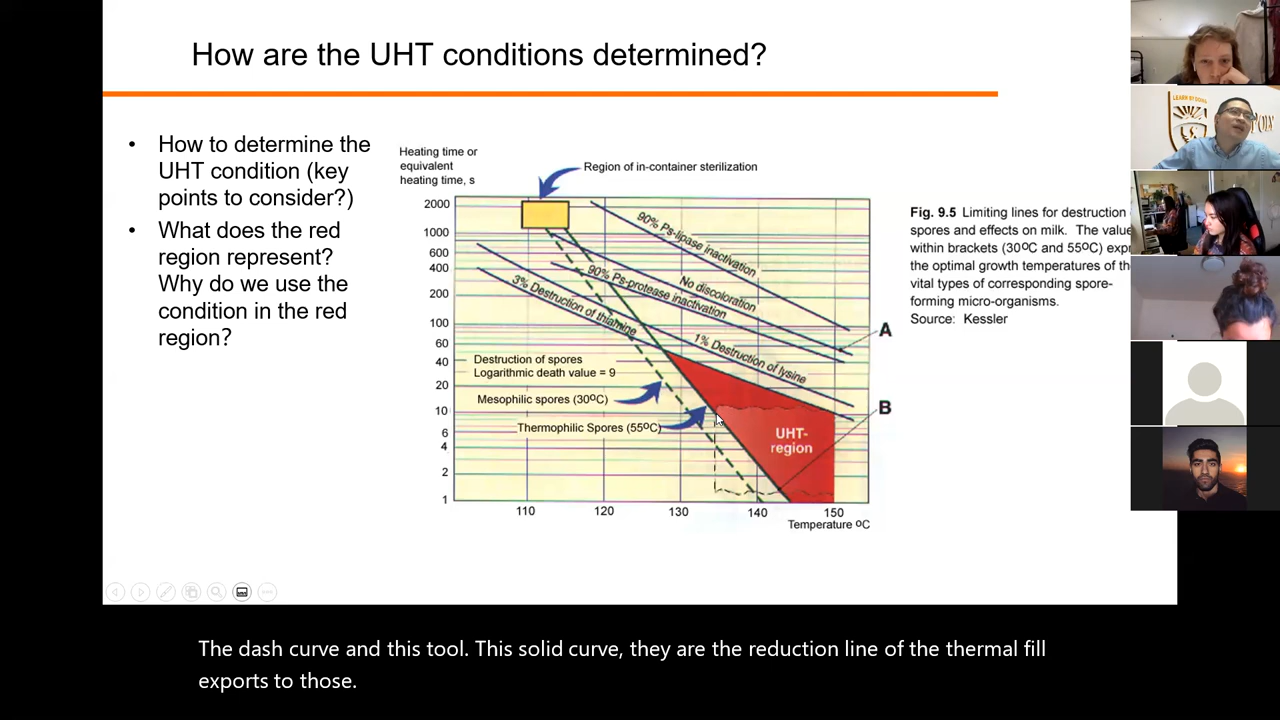 How are the UHT conditions determined?
• How to determine the
UHT condition (key
points to consider?)
• What does the red
region represent?
Why do we use the
condition in the red
region?
Heating time or
equivalent
heating time, s
Region of in-container sterilization
2000
1000
600
400
200
100
60
40
20
10
6
4
2
1
90% Ps-lipase inactivation
No discoloration
90% Ps-protease inactivation
3% Destruction of thiamine
1% Destruction of lysine
Destruction of spores
Logarithmic death value = 9
Mesophilic spores (30ºC)
Thermophilic Spores (55ºC)
UHT-
region
A
B
110 120 130 140 150
Temperature ºC
Fig. 9.5 Limiting lines for destruction
spores and effects on milk. The value
within brackets (30ºC and 55ºC) expr
the optimal growth temperatures of th
vital types of corresponding spore-
forming micro-organisms.
Source: Kessler
LEARN BY DOING
The dash curve and this tool. This solid curve, they are the reduction line of the thermal fill
exports to those.